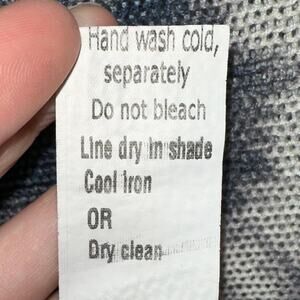 Hand wash cold,
separately
Do not bleach
Line dry in shade
Cool Iron
OR
Dry clean